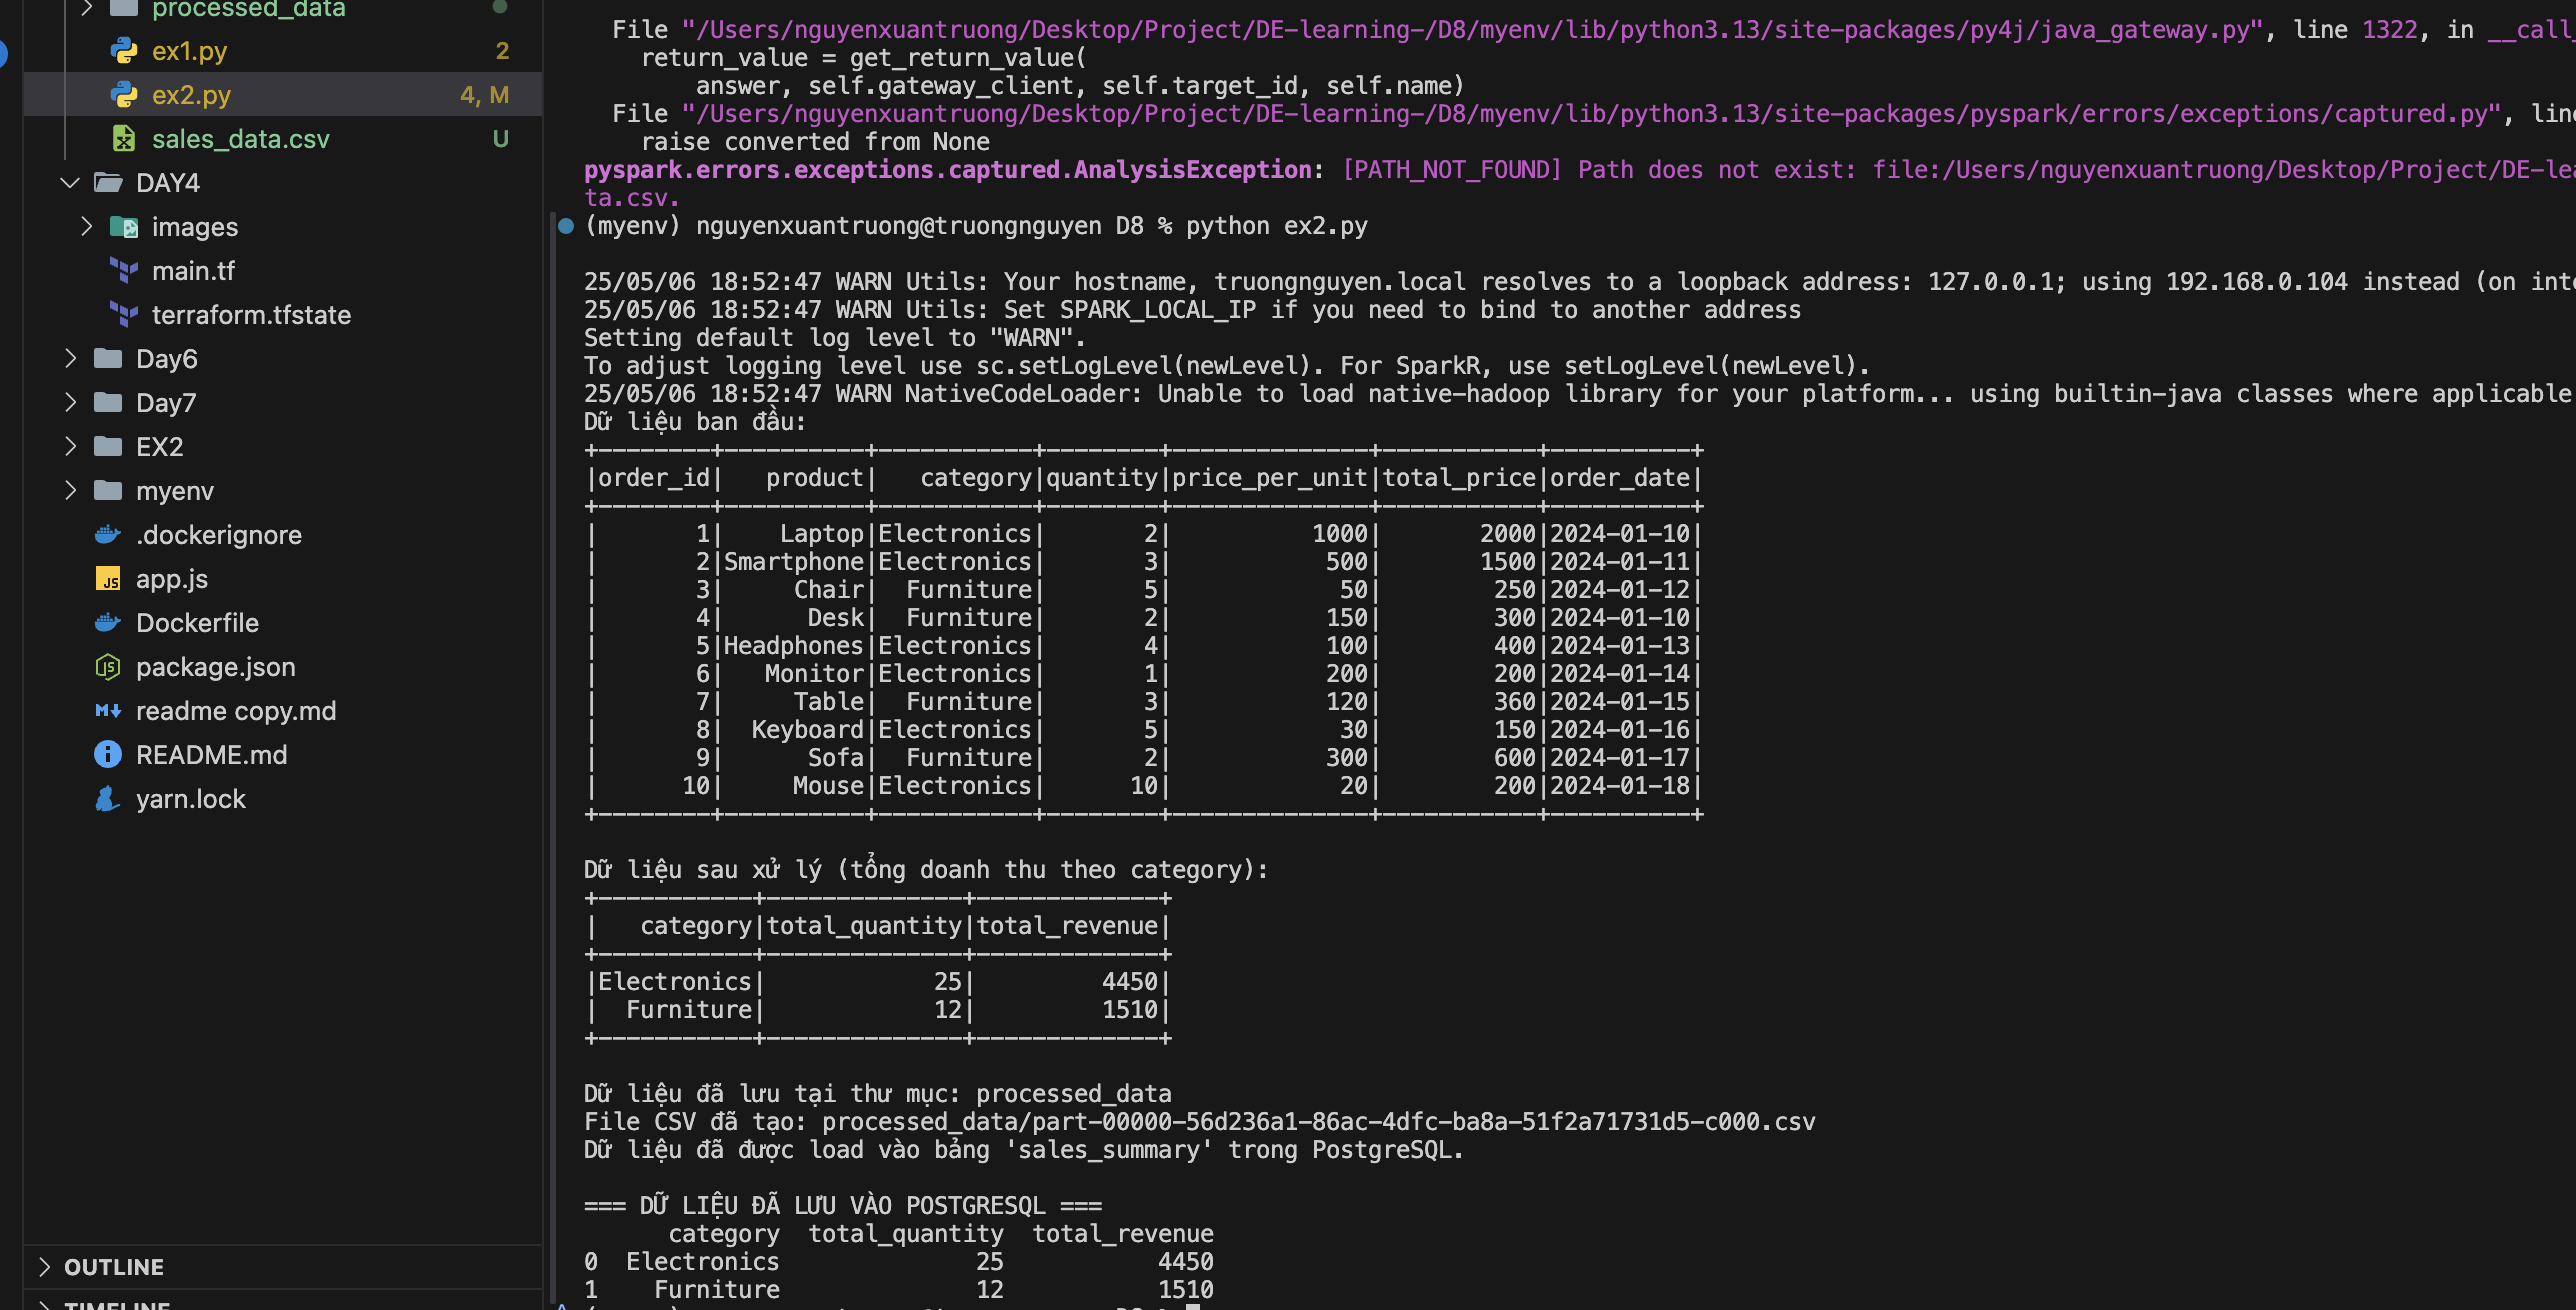 processed_data
ex1.py 2
ex2.py 4, M
sales_data.csv U
DAY4
images
main.tf
terraform.tfstate
Day6
Day7
EX2
myenv
.dockerignore
app.js
Dockerfile
package.json
readme copy.md
README.md
yarn.lock
OUTLINE
TIMELINE
File "/Users/nguyenxuantruong/Desktop/Project/DE-learning-/D8/myenv/lib/python3.13/site-packages/py4j/java_gateway.py", line 1322, in __call_
return_value = get_return_value(
answer, self.gateway_client, self.target_id, self.name)
File "/Users/nguyenxuantruong/Desktop/Project/DE-learning-/D8/myenv/lib/python3.13/site-packages/pyspark/errors/exceptions/captured.py", line
raise converted from None
pyspark.errors.exceptions.captured.AnalysisException: [PATH_NOT_FOUND] Path does not exist: file:/Users/nguyenxuantruong/Desktop/Project/DE-lea
ta.csv.
(myenv) nguyenxuantruong@truongnguyen D8 % python ex2.py
25/05/06 18:52:47 WARN Utils: Your hostname, truongnguyen.local resolves to a loopback address: 127.0.0.1; using 192.168.0.104 instead (on inte
25/05/06 18:52:47 WARN Utils: Set SPARK_LOCAL_IP if you need to bind to another address
Setting default log level to "WARN".
To adjust logging level use sc.setLogLevel(newLevel). For SparkR, use setLogLevel(newLevel).
25/05/06 18:52:47 WARN NativeCodeLoader: Unable to load native-hadoop library for your platform... using builtin-java classes where applicable
Dữ liệu ban đầu:
+--------+----------+-----------+--------+--------------+-----------+----------+
|order_id|   product|   category|quantity|price_per_unit|total_price|order_date|
+--------+----------+-----------+--------+--------------+-----------+----------+
|       1|    Laptop|Electronics|       2|          1000|       2000|2024-01-10|
|       2|Smartphone|Electronics|       3|           500|       1500|2024-01-11|
|       3|     Chair|  Furniture|       5|            50|        250|2024-01-12|
|       4|      Desk|  Furniture|       2|           150|        300|2024-01-10|
|       5|Headphones|Electronics|       4|           100|        400|2024-01-13|
|       6|   Monitor|Electronics|       1|           200|        200|2024-01-14|
|       7|     Table|  Furniture|       3|           120|        360|2024-01-15|
|       8|  Keyboard|Electronics|       5|            30|        150|2024-01-16|
|       9|      Sofa|  Furniture|       2|           300|        600|2024-01-17|
|      10|     Mouse|Electronics|      10|            20|        200|2024-01-18|
+--------+----------+-----------+--------+--------------+-----------+----------+
Dữ liệu sau xử lý (tổng doanh thu theo category):
+-----------+--------------+-------------+
|   category|total_quantity|total_revenue|
+-----------+--------------+-------------+
|Electronics|            25|         4450|
|  Furniture|            12|         1510|
+-----------+--------------+-------------+
Dữ liệu đã lưu tại thư mục: processed_data
File CSV đã tạo: processed_data/part-00000-56d236a1-86ac-4dfc-ba8a-51f2a71731d5-c000.csv
Dữ liệu đã được load vào bảng 'sales_summary' trong PostgreSQL.
=== DỮ LIỆU ĐÃ LƯU VÀO POSTGRESQL ===
category  total_quantity  total_revenue
0  Electronics              25           4450
1    Furniture              12           1510